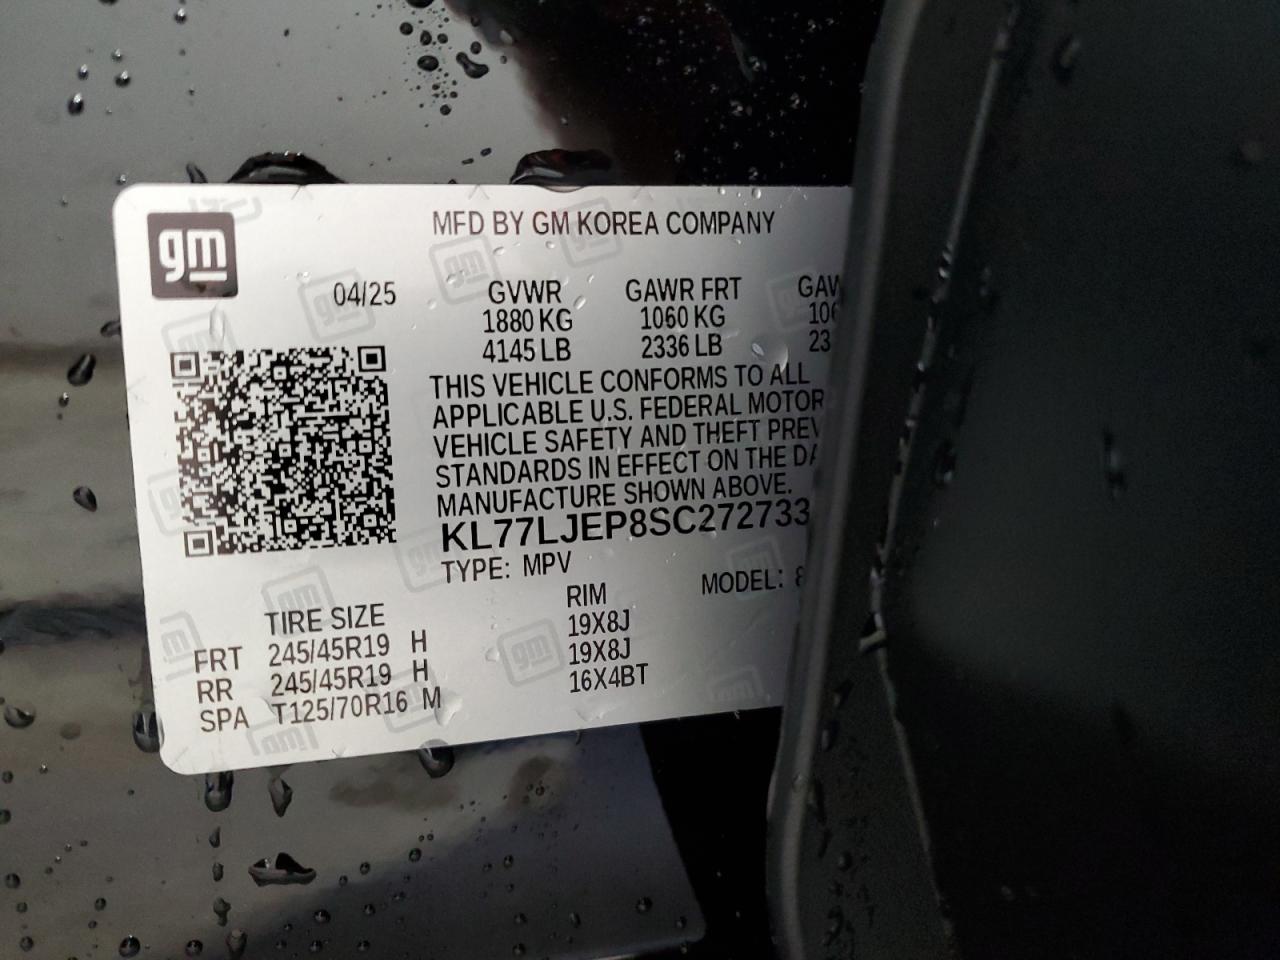 gm
MFD BY GM KOREA COMPANY
04/25 GVWR GAWR FRT
1880 KG 1060 KG
4145 LB 2336 LB
THIS VEHICLE CONFORMS TO ALL
APPLICABLE U.S. FEDERAL MOTOR
VEHICLE SAFETY AND THEFT
STANDARDS IN EFFECT ON THE
MANUFACTURE SHOWN ABOVE.
KL77LJEP8SC272733
TYPE: MPV MODEL:
TIRE SIZE RIM
FRT 245/45R19 H 19X8J
RR 245/45R19 H 19X8J
SPA T125/70R16 M 16X4BT